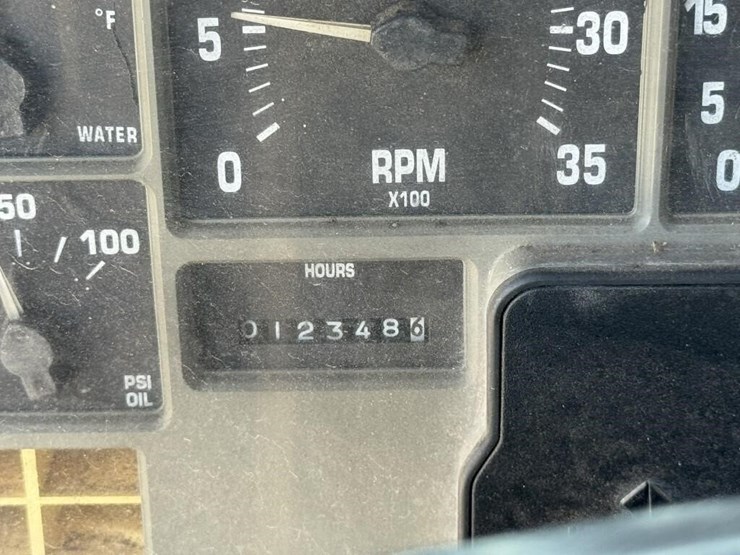 °F
WATER
5
30
0
35
RPM
X100
15
5
0
50
100
PSI
OIL
HOURS
0123486